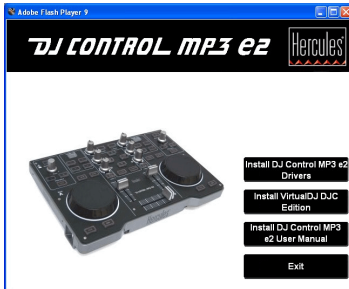 Adobe Flash Player 9
DJ CONTROL MP3 e2
Hercules
Install DJ Control MP3 e2
Drivers
Install VirtualDJ DJC
Edition
Install DJ Control MP3
e2 User Manual
Exit